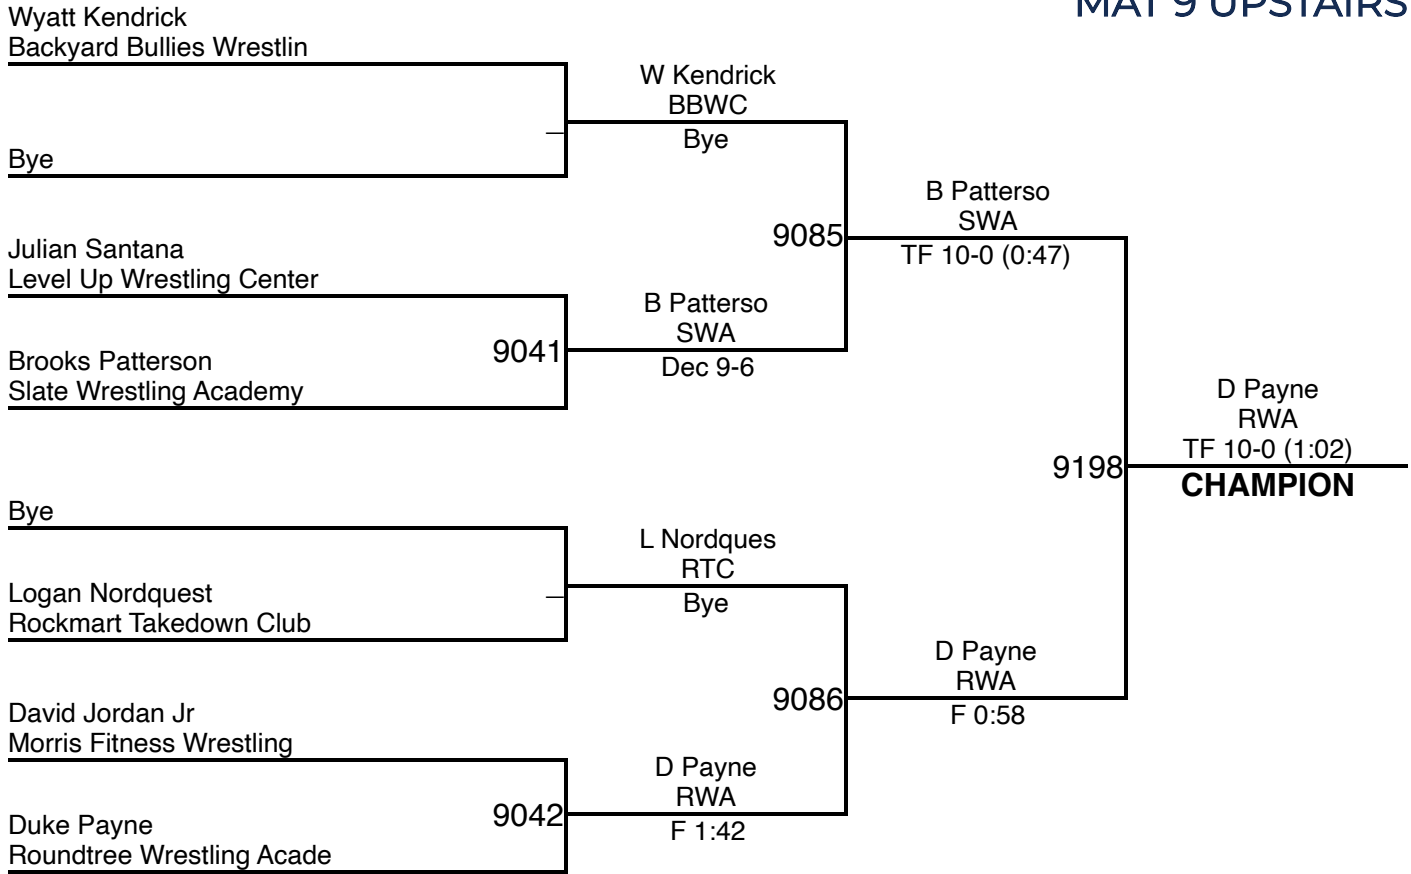 MAT 9 UPSTAIRS
Wyatt Kendrick
Backyard Bullies Wrestlin
Bye
Julian Santana
Level Up Wrestling Center
Brooks Patterson
Slate Wrestling Academy
Bye
Logan Nordquest
Rockmart Takedown Club
David Jordan Jr
Morris Fitness Wrestling
Duke Payne
Roundtree Wrestling Acade
9041
9042
W Kendrick
BBWC
Bye
B Patterso
SWA
Dec 9-6
L Nordques
RTC
Bye
D Payne
RWA
F 1:42
9085
9086
B Patterso
SWA
TF 10-0 (0:47)
D Payne
RWA
F 0:58
9198
D Payne
RWA
TF 10-0 (1:02)
CHAMPION